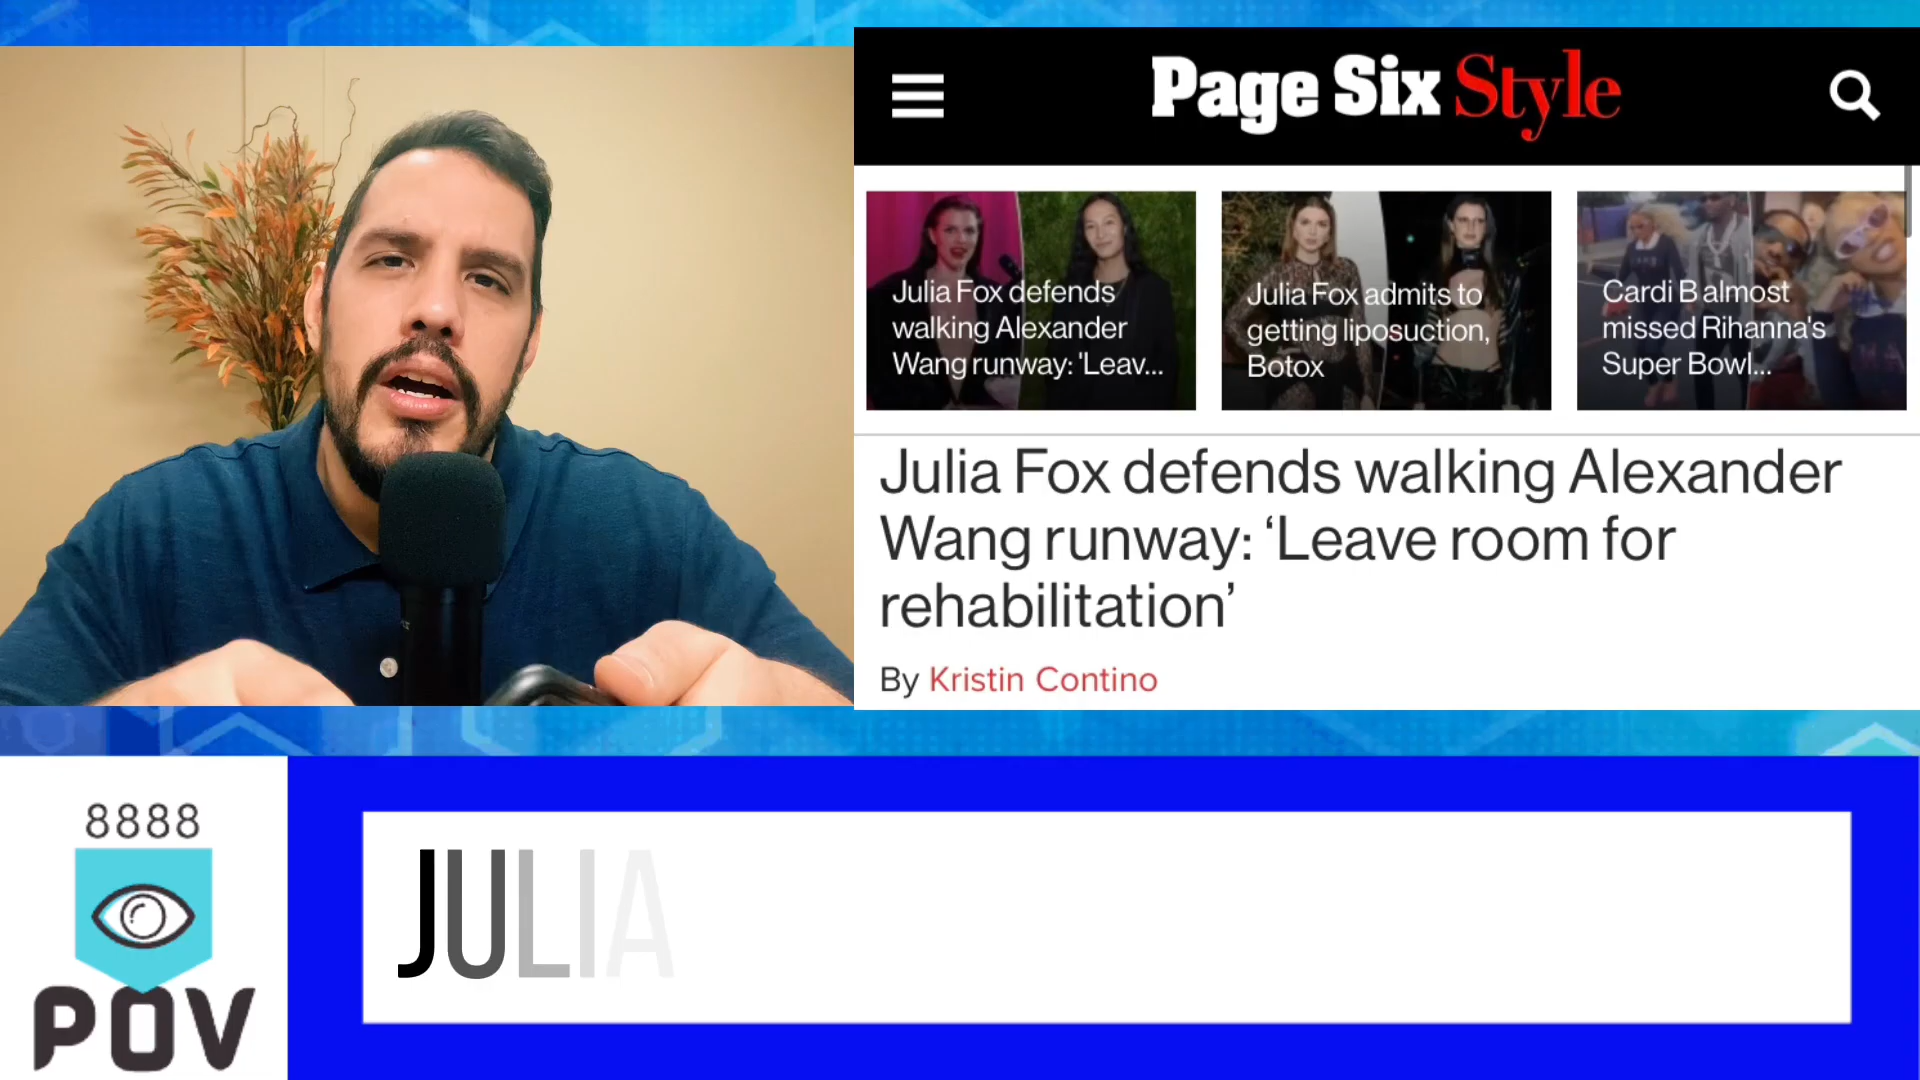 Page Six Style
Julia Fox defends
walking Alexander
Wang runway: 'Leav...
Julia Fox admits to
getting liposuction,
Botox
Cardi B almost
missed Rihanna's
Super Bowl...
Julia Fox defends walking Alexander
Wang runway: ‘Leave room for
rehabilitation’
By Kristin Contino
8888
POV
JULIA